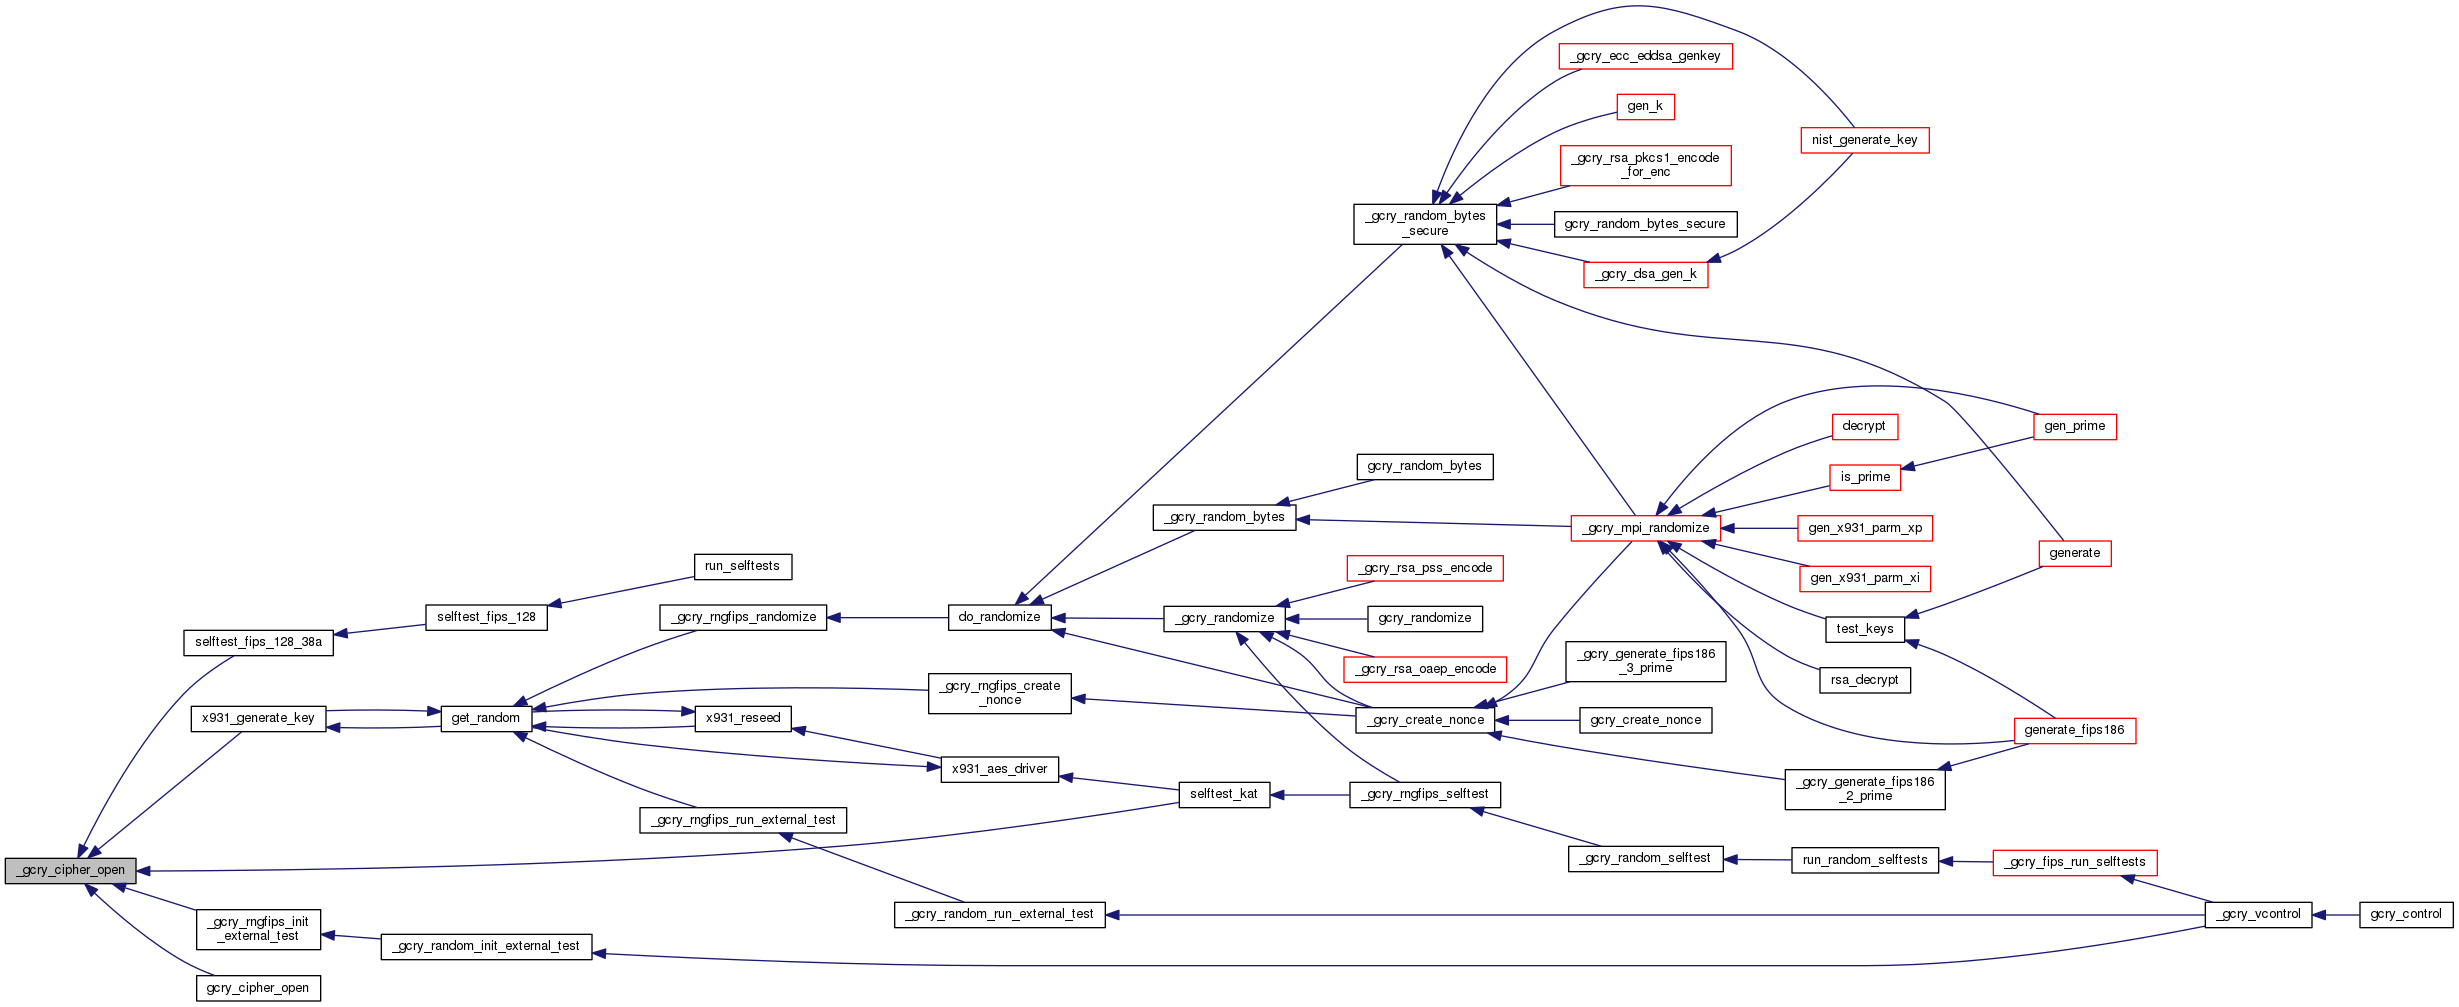 _gcry_ecc_eddsa_genkey
gen_k
nist_generate_key
_gcry_rsa_pkcs1_encode
_for_enc
_gcry_random_bytes
_secure
gcry_random_bytes_secure
_gcry_dsa_gen_k
decrypt
gen_prime
gcry_random_bytes
is_prime
_gcry_random_bytes
_gcry_mpi_randomize
gen_x931_parm_xp
generate
run_selftests
_gcry_rsa_pss_encode
gen_x931_parm_xi
selftest_fips_128
_gcry_rngfips_randomize
do_randomize
_gcry_randomize
gcry_randomize
test_keys
selftest_fips_128_38a
_gcry_generate_fips186
_3_prime
_gcry_rsa_oaep_encode
rsa_decrypt
_gcry_rngfips_create
_nonce
x931_generate_key
get_random
x931_reseed
_gcry_create_nonce
gcry_create_nonce
generate_fips186
x931_aes_driver
_gcry_generate_fips186
_2_prime
selftest_kat
_gcry_rngfips_selftest
_gcry_rngfips_run_external_test
_gcry_random_selftest
run_random_selftests
_gcry_fips_run_selftests
_gcry_cipher_open
_gcry_rngfips_init
_external_test
_gcry_random_run_external_test
_gcry_vcontrol
gcry_control
_gcry_random_init_external_test
gcry_cipher_open